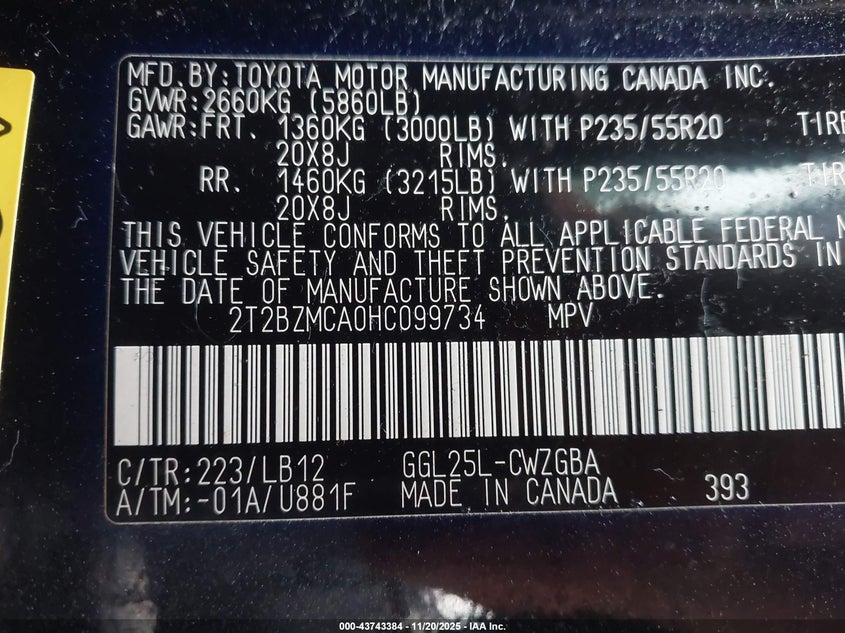 MFD.BY:TOYOTA MOTOR MANUFACTURING CANADA INC.
GVWR:2660KG (5860LB)
GAWR:FRT. 1360KG (3000LB) WITH P235/55R20 TIRE
20X8J RIMS.
RR. 1460KG (3215LB) WITH P235/55R20 TIR
20X8J RIMS.
THIS VEHICLE CONFORMS TO ALL APPLICABLE FEDERAL M
VEHICLE SAFETY AND THEFT PREVENTION STANDARDS IN
THE DATE OF MANUFACTURE SHOWN ABOVE.
2T2BZMCA0HC099734 MPV
C/TR:223/LB12 GGL25L-CWZGBA
A/TM:-01A/U881F MADE IN CANADA 393
000-43743384 - 11/20/2025 - IAA Inc.